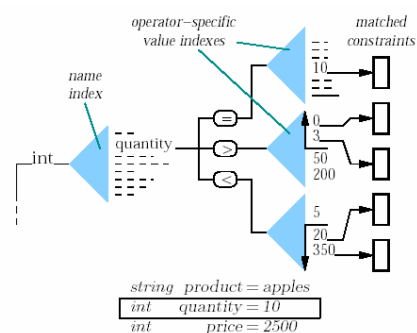 operator–specific
value indexes
matched
constraints
name
index
int
quantity
=
>
<
10
0
3
50
200
5
20
350
string product = apples
int quantity = 10
int price = 2500